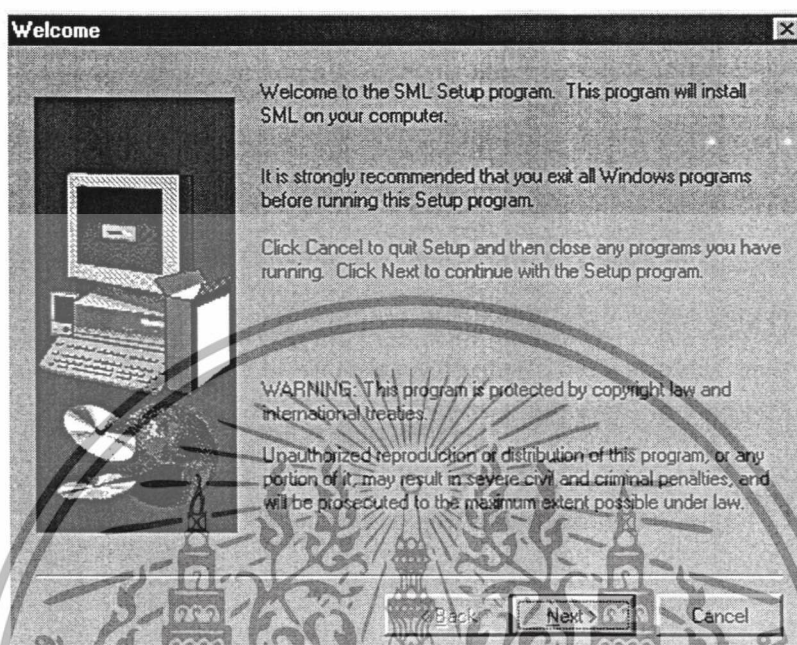 Welcome
Welcome to the SML Setup program. This program will install
SML on your computer.
It is strongly recommended that you exit all Windows programs
before running this Setup program.
Click Cancel to quit Setup and then close any programs you have
running. Click Next to continue with the Setup program.
WARNING: This program is protected by copyright law and
international treaties.
Unauthorized reproduction or distribution of this program, or any
portion of it, may result in severe civil and criminal penalties, and
will be prosecuted to the maximum extent possible under law.
< Back Next > Cancel